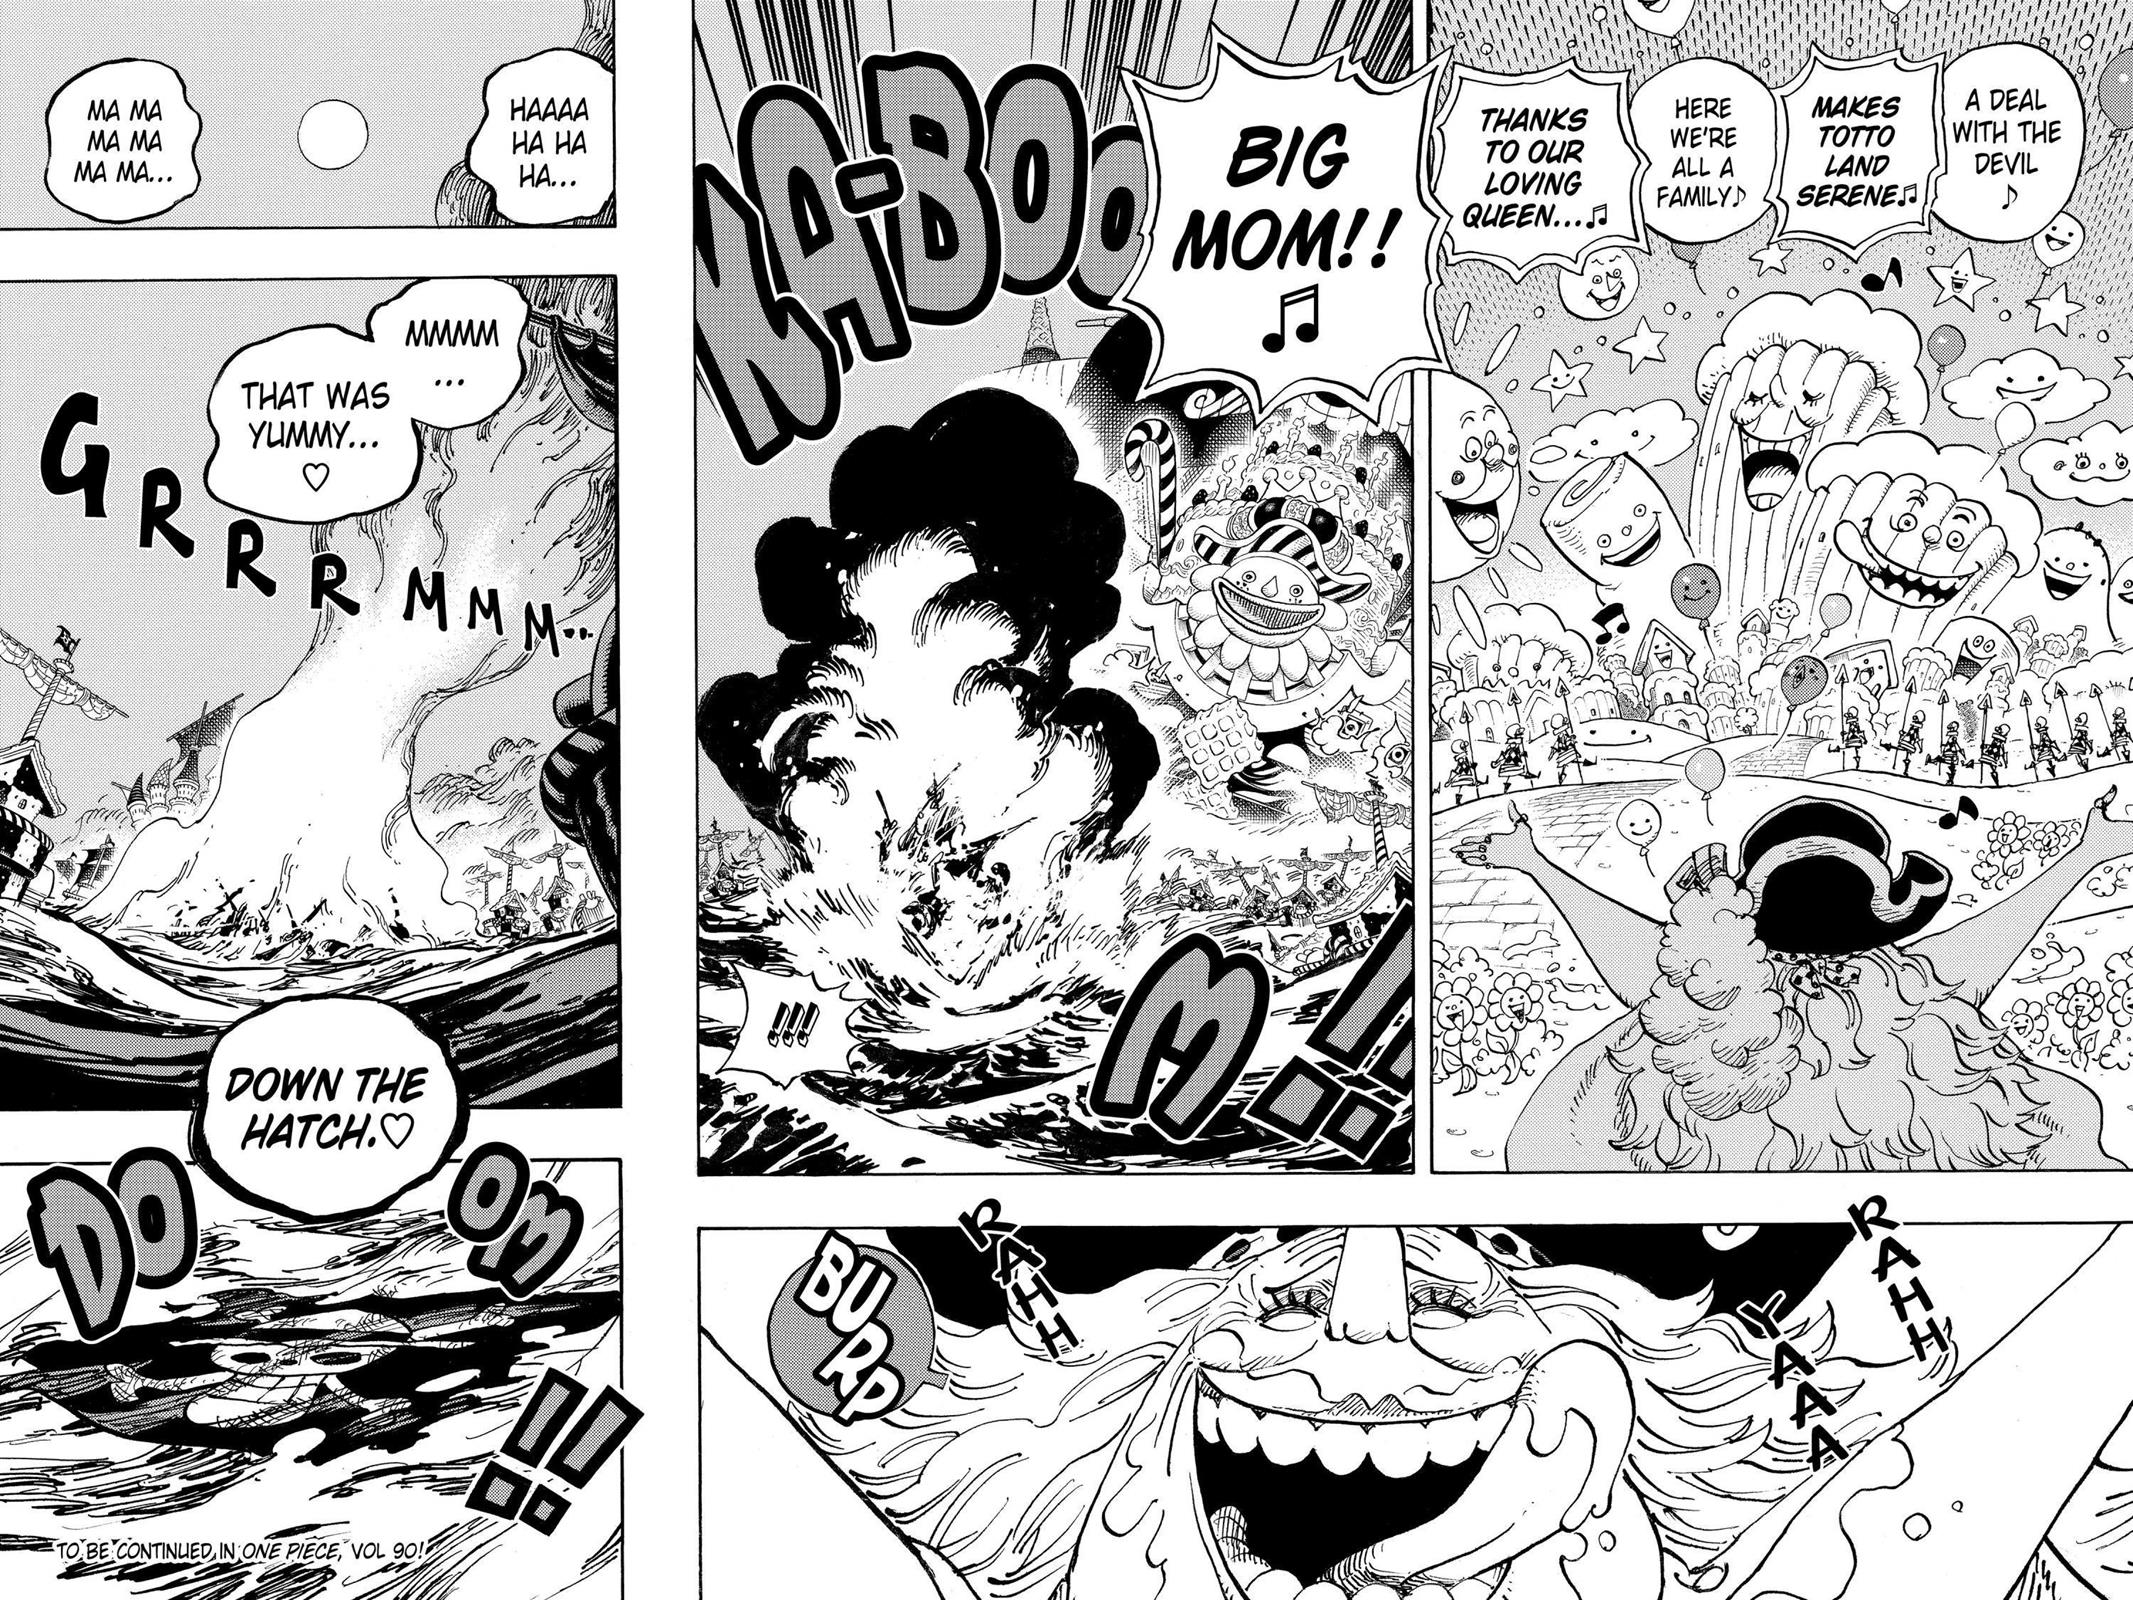 A DEAL
WITH THE
DEVIL
♪
MAKES
TOTTO
LAND
SERENE♫
HERE
WE'RE
ALL A
FAMILY♪
THANKS
TO OUR
LOVING
QUEEN...♫
BIG
MOM!!
♫
KA-BOO
M!!
!!!
RAHH
YAAAA
RAHH
BURP
HAAAA
HA HA
HA...
MA MA
MA MA
MA MA...
MMMM
...
THAT WAS
YUMMY...
♡
GRRRMMM...
DOWN THE
HATCH.♡
DO
OM
!!
TO BE CONTINUED IN ONE PIECE, VOL 90!